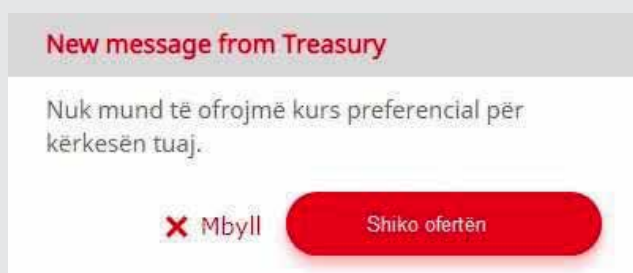 New message from Treasury
Nuk mund të ofrojmë kurs preferencial për
kërkesën tuaj.
Mbyll
Shiko ofertën